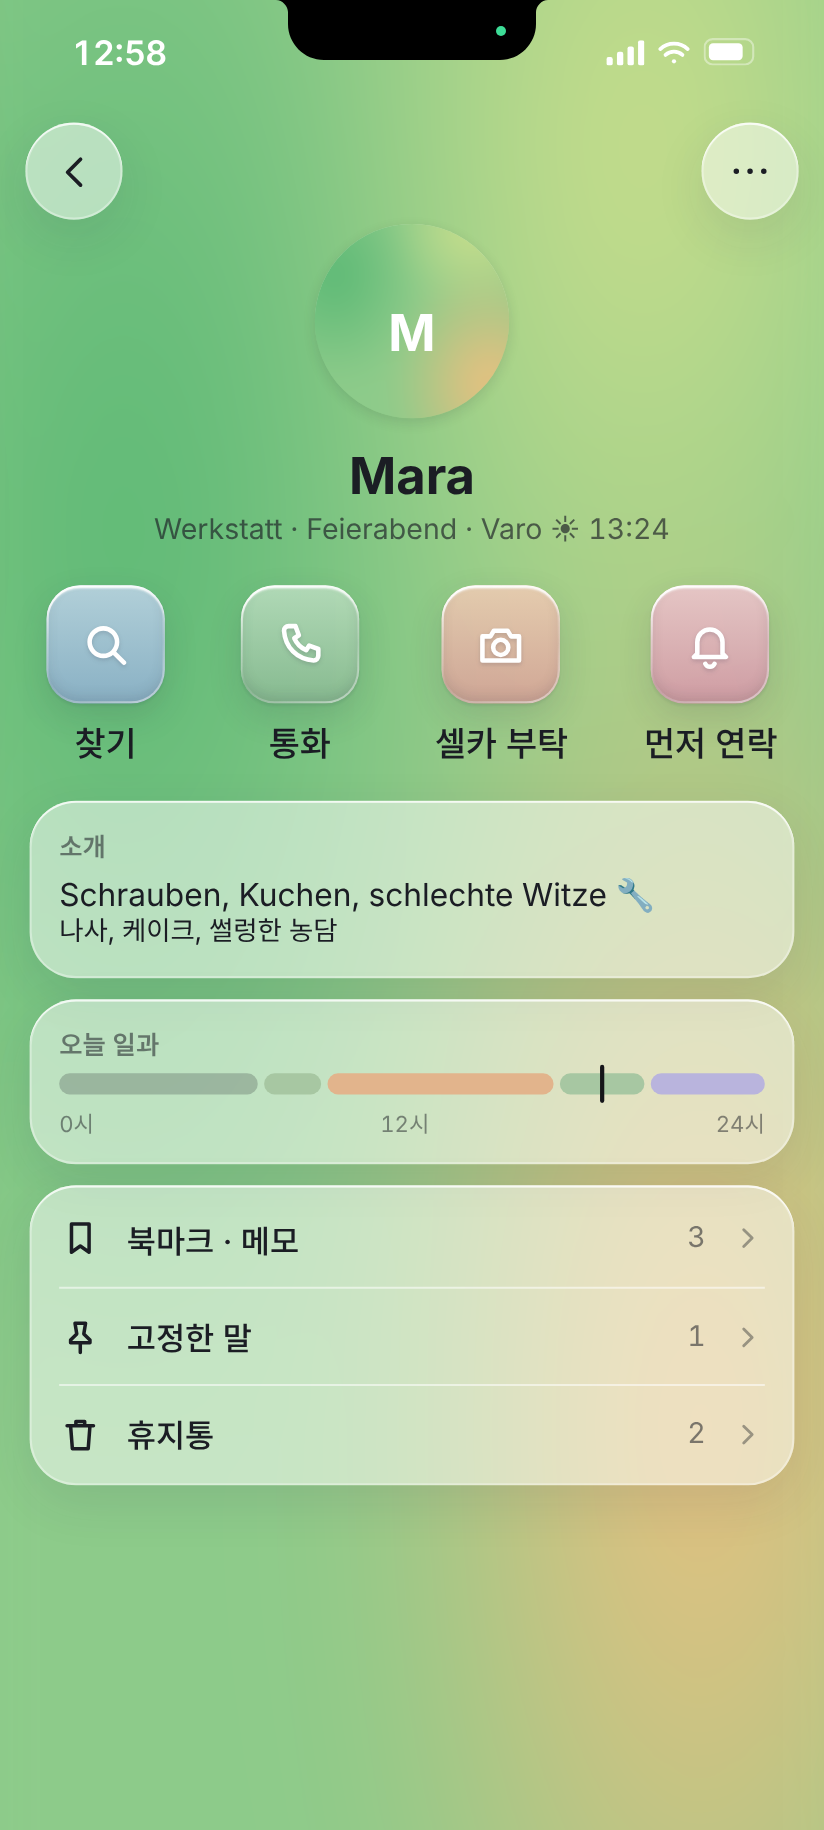 12:58
M
Mara
Werkstatt · Feierabend · Varo ☀ 13:24
찾기
통화
셀카 부탁
먼저 연락
소개
Schrauben, Kuchen, schlechte Witze 🔧
나사, 케이크, 썰렁한 농담
오늘 일과
0시 12시 24시
북마크 · 메모 3
고정한 말 1
휴지통 2